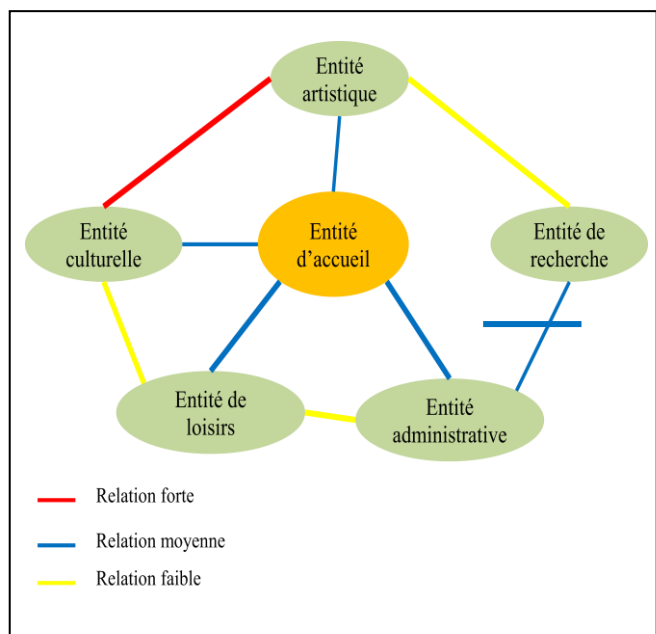 Entité
artistique
Entité
culturelle
Entité
d'accueil
Entité de
recherche
Entité de
loisirs
Entité
administrative
Relation forte
Relation moyenne
Relation faible